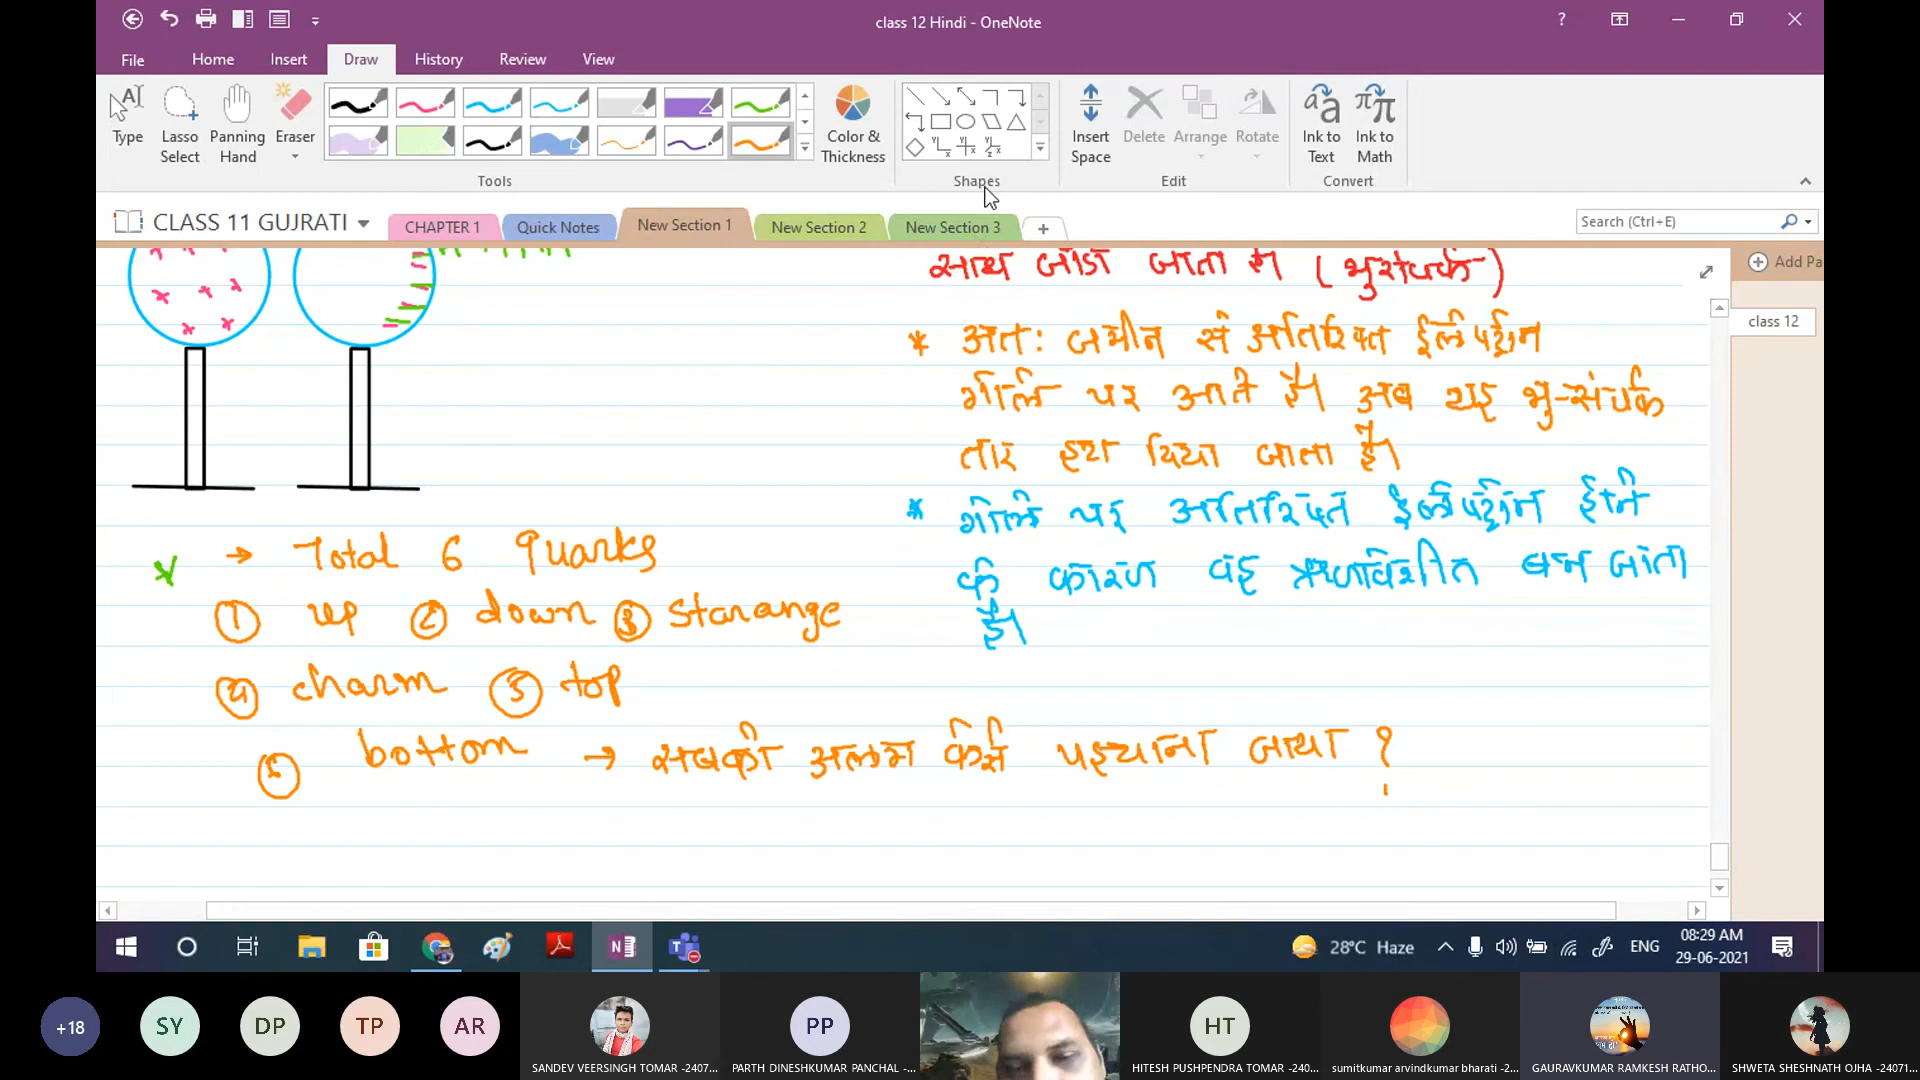 class 12 Hindi - OneNote
File Home Insert Draw History Review View
Type Lasso Select Panning Hand Eraser Color & Thickness Insert Space Delete Arrange Rotate Ink to Text Ink to Math
Tools Shapes Edit Convert
CLASS 11 GUJRATI CHAPTER 1 Quick Notes New Section 1 New Section 2 New Section 3 Search (Ctrl+E)
Add Pa
class 12
साथ जोडा जाता है (भुसंपर्क)
* अत: जमीन से अतिरिक्त ईलेक्ट्रोन
गोले पर आते है। अब यह भु-संपर्क
तार हटा दिया जाता है।
* गोले पर अतिरिक्त ईलेक्ट्रोन होने
के कारण वह ऋणावेशीत बन जाता
है।
* → Total 6 Quarks
① up ② down ③ Starange
④ charm ⑤ top
⑥ bottom → सबको अलग कैसे पहचाना जाय ?
28°C Haze ENG 08:29 AM
29-06-2021
+18 SY DP TP AR PP HT
SANDEV VEERSINGH TOMAR -2407... PARTH DINESHKUMAR PANCHAL -... HITESH PUSHPENDRA TOMAR -240... sumitkumar arvindkumar bharati -2... GAURAVKUMAR RAMKESH RATHO... SHWETA SHESHNATH OJHA -24071...